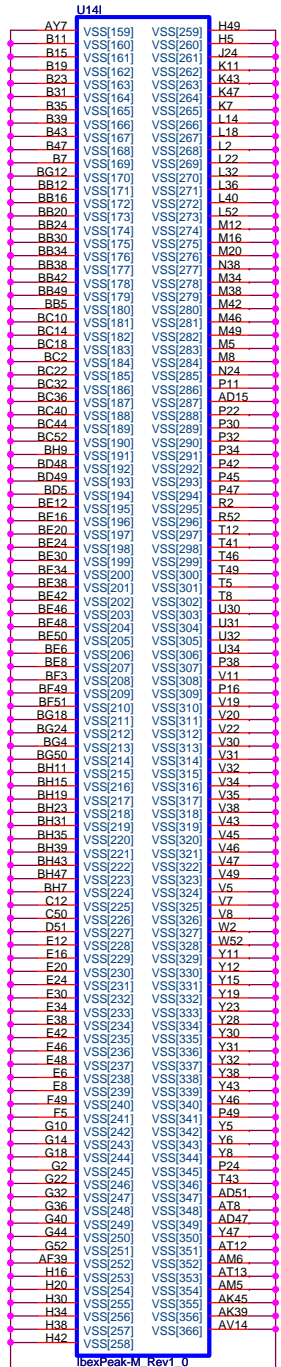 U14I
AY7 VSS[159] VSS[259] H49
B11 VSS[160] VSS[260] H5
B15 VSS[161] VSS[261] J24
B19 VSS[162] VSS[262] K11
B23 VSS[163] VSS[263] K43
B31 VSS[164] VSS[264] K47
B35 VSS[165] VSS[265] K7
B39 VSS[166] VSS[266] L14
B43 VSS[167] VSS[267] L18
B47 VSS[168] VSS[268] L2
B7 VSS[169] VSS[269] L22
BG12 VSS[170] VSS[270] L32
BB12 VSS[171] VSS[271] L36
BB16 VSS[172] VSS[272] L40
BB20 VSS[173] VSS[273] L52
BB24 VSS[174] VSS[274] M12
BB30 VSS[175] VSS[275] M16
BB34 VSS[176] VSS[276] M20
BB38 VSS[177] VSS[277] N38
BB42 VSS[178] VSS[278] M34
BB49 VSS[179] VSS[279] M38
BB5 VSS[180] VSS[280] M42
BC10 VSS[181] VSS[281] M46
BC14 VSS[182] VSS[282] M49
BC18 VSS[183] VSS[283] M5
BC2 VSS[184] VSS[284] M8
BC22 VSS[185] VSS[285] N24
BC32 VSS[186] VSS[286] P11
BC36 VSS[187] VSS[287] AD15
BC40 VSS[188] VSS[288] P22
BC44 VSS[189] VSS[289] P30
BC52 VSS[190] VSS[290] P32
BH9 VSS[191] VSS[291] P34
BD48 VSS[192] VSS[292] P42
BD49 VSS[193] VSS[293] P45
BD5 VSS[194] VSS[294] P47
BE12 VSS[195] VSS[295] R2
BE16 VSS[196] VSS[296] R52
BE20 VSS[197] VSS[297] T12
BE24 VSS[198] VSS[298] T41
BE30 VSS[199] VSS[299] T46
BE34 VSS[200] VSS[300] T49
BE38 VSS[201] VSS[301] T5
BE42 VSS[202] VSS[302] T8
BE46 VSS[203] VSS[303] U30
BE48 VSS[204] VSS[304] U31
BE50 VSS[205] VSS[305] U32
BE6 VSS[206] VSS[306] U34
BE8 VSS[207] VSS[307] P38
BF3 VSS[208] VSS[308] V11
BF49 VSS[209] VSS[309] P16
BF51 VSS[210] VSS[310] V19
BG18 VSS[211] VSS[311] V20
BG24 VSS[212] VSS[312] V22
BG4 VSS[213] VSS[313] V30
BG50 VSS[214] VSS[314] V31
BH11 VSS[215] VSS[315] V32
BH15 VSS[216] VSS[316] V34
BH19 VSS[217] VSS[317] V35
BH23 VSS[218] VSS[318] V38
BH31 VSS[219] VSS[319] V43
BH35 VSS[220] VSS[320] V45
BH39 VSS[221] VSS[321] V46
BH43 VSS[222] VSS[322] V47
BH47 VSS[223] VSS[323] V49
BH7 VSS[224] VSS[324] V5
C12 VSS[225] VSS[325] V7
C50 VSS[226] VSS[326] V8
D51 VSS[227] VSS[327] W2
E12 VSS[228] VSS[328] W52
E16 VSS[229] VSS[329] Y11
E20 VSS[230] VSS[330] Y12
E24 VSS[231] VSS[331] Y15
E30 VSS[232] VSS[332] Y19
E34 VSS[233] VSS[333] Y23
E38 VSS[234] VSS[334] Y28
E42 VSS[235] VSS[335] Y30
E46 VSS[236] VSS[336] Y31
E48 VSS[237] VSS[337] Y32
E6 VSS[238] VSS[338] Y38
E8 VSS[239] VSS[339] Y43
F49 VSS[240] VSS[340] Y46
F5 VSS[241] VSS[341] P49
G10 VSS[242] VSS[342] Y5
G14 VSS[243] VSS[343] Y6
G18 VSS[244] VSS[344] Y8
G2 VSS[245] VSS[345] P24
G22 VSS[246] VSS[346] T43
G32 VSS[247] VSS[347] AD51
G36 VSS[248] VSS[348] AT8
G40 VSS[249] VSS[349] AD47
G44 VSS[250] VSS[350] Y47
G52 VSS[251] VSS[351] AT12
AF39 VSS[252] VSS[352] AM6
H16 VSS[253] VSS[353] AT13
H20 VSS[254] VSS[354] AM5
H30 VSS[255] VSS[355] AK45
H34 VSS[256] VSS[356] AK39
H38 VSS[257] VSS[366] AV14
H42 VSS[258]
IbexPeak-M_Rev1_0